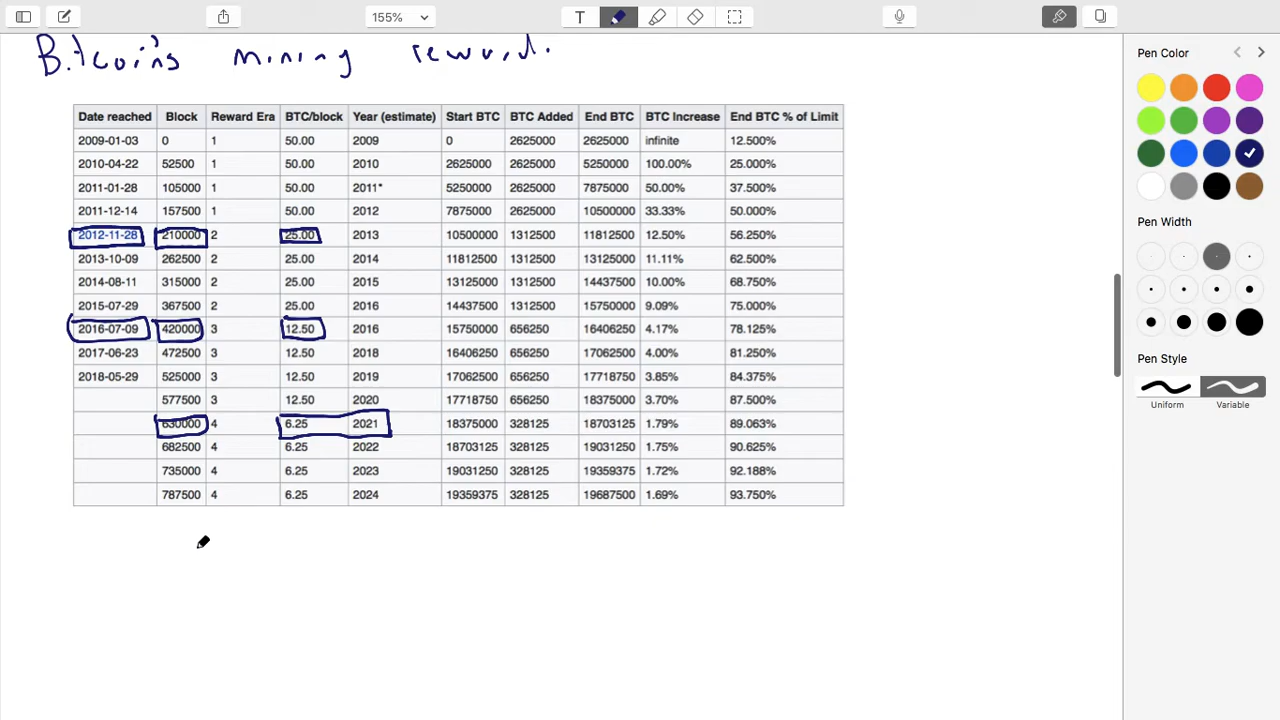 155%
T
Bitcoin's mining reward.
Pen Color
Date reached Block Reward Era BTC/block Year (estimate) Start BTC BTC Added End BTC BTC Increase End BTC % of Limit
2009-01-03 0 1 50.00 2009 0 2625000 2625000 infinite 12.500%
2010-04-22 52500 1 50.00 2010 2625000 2625000 5250000 100.00% 25.000%
2011-01-28 105000 1 50.00 2011* 5250000 2625000 7875000 50.00% 37.500%
2011-12-14 157500 1 50.00 2012 7875000 2625000 10500000 33.33% 50.000%
2012-11-28 210000 2 25.00 2013 10500000 1312500 11812500 12.50% 56.250%
2013-10-09 262500 2 25.00 2014 11812500 1312500 13125000 11.11% 62.500%
2014-08-11 315000 2 25.00 2015 13125000 1312500 14437500 10.00% 68.750%
2015-07-29 367500 2 25.00 2016 14437500 1312500 15750000 9.09% 75.000%
2016-07-09 420000 3 12.50 2016 15750000 656250 16406250 4.17% 78.125%
2017-06-23 472500 3 12.50 2018 16406250 656250 17062500 4.00% 81.250%
2018-05-29 525000 3 12.50 2019 17062500 656250 17718750 3.85% 84.375%
577500 3 12.50 2020 17718750 656250 18375000 3.70% 87.500%
630000 4 6.25 2021 18375000 328125 18703125 1.79% 89.063%
682500 4 6.25 2022 18703125 328125 19031250 1.75% 90.625%
735000 4 6.25 2023 19031250 328125 19359375 1.72% 92.188%
787500 4 6.25 2024 19359375 328125 19687500 1.69% 93.750%
Pen Width
Pen Style
Uniform Variable